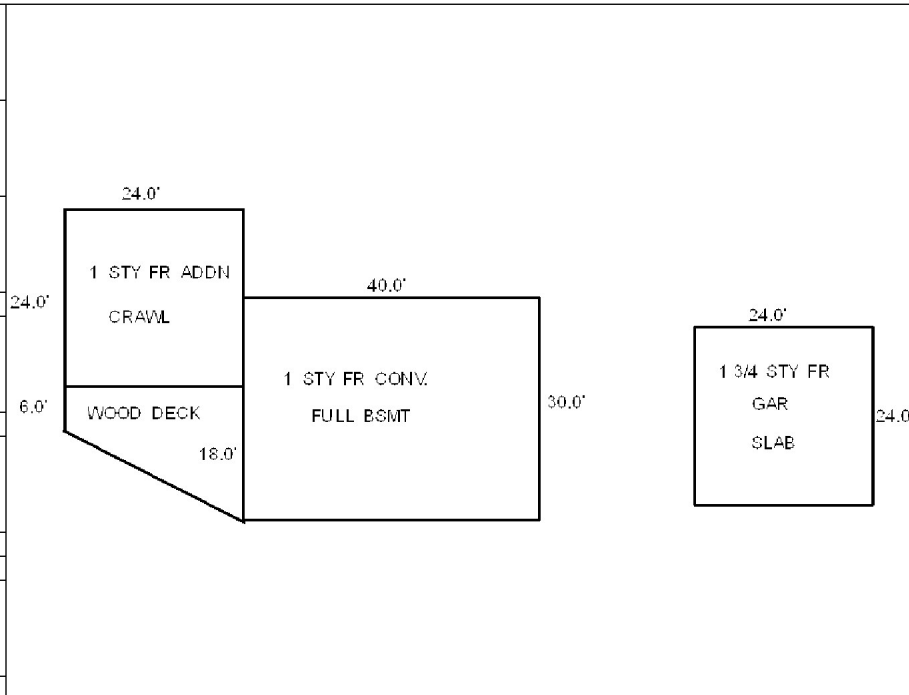 24.0'
1 STY FR ADDN
CRAWL
24.0'
6.0'
WOOD DECK
18.0'
40.0'
1 STY FR CONV.
FULL BSMT
30.0'
24.0'
1 3/4 STY FR
GAR
SLAB
24.0